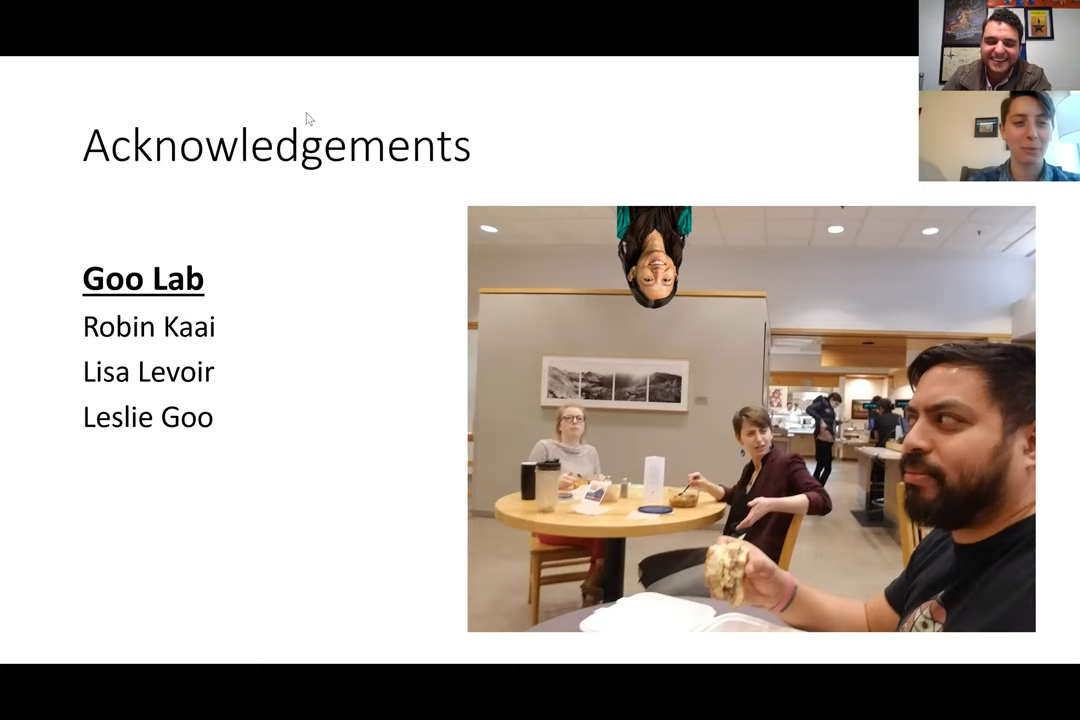 Acknowledgements
Goo Lab
Robin Kaai
Lisa Levoir
Leslie Goo